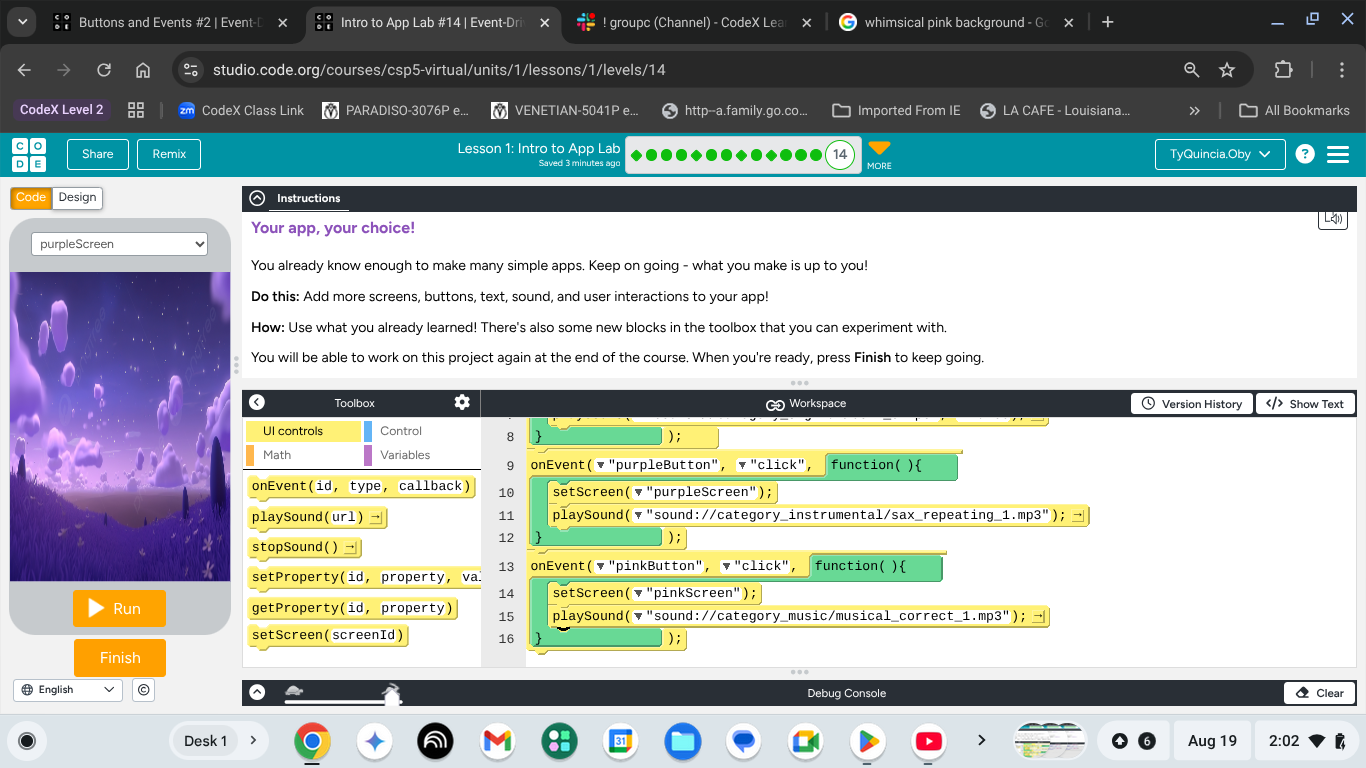 Buttons and Events #2 | Event-D
Intro to App Lab #14 | Event-Dri
! groupc (Channel) - CodeX Lea
whimsical pink background - Go
studio.code.org/courses/csp5-virtual/units/1/lessons/1/levels/14
CodeX Level 2
zm CodeX Class Link
PARADISO-3076P e...
VENETIAN-5041P e...
http--a.family.go.co...
Imported From IE
LA CAFE - Louisiana...
» All Bookmarks
C O D E
Share
Remix
Lesson 1: Intro to App Lab
Saved 3 minutes ago
14
MORE
TyQuincia.Oby
?
Code
Design
purpleScreen
Run
Finish
English
©
Instructions
Your app, your choice!
You already know enough to make many simple apps. Keep on going - what you make is up to you!
Do this: Add more screens, buttons, text, sound, and user interactions to your app!
How: Use what you already learned! There's also some new blocks in the toolbox that you can experiment with.
You will be able to work on this project again at the end of the course. When you're ready, press Finish to keep going.
Toolbox
Workspace
Version History
</> Show Text
UI controls
Control
Math
Variables
onEvent(id, type, callback)
playSound(url)
stopSound()
setProperty(id, property, val
getProperty(id, property)
setScreen(screenId)
8 } );
9 onEvent( "purpleButton", "click", function( ){
10 setScreen( "purpleScreen");
11 playSound( "sound://category_instrumental/sax_repeating_1.mp3");
12 } );
13 onEvent( "pinkButton", "click", function( ){
14 setScreen( "pinkScreen");
15 playSound( "sound://category_music/musical_correct_1.mp3");
16 } );
Debug Console
Clear
Desk 1
31
6
Aug 19
2:02